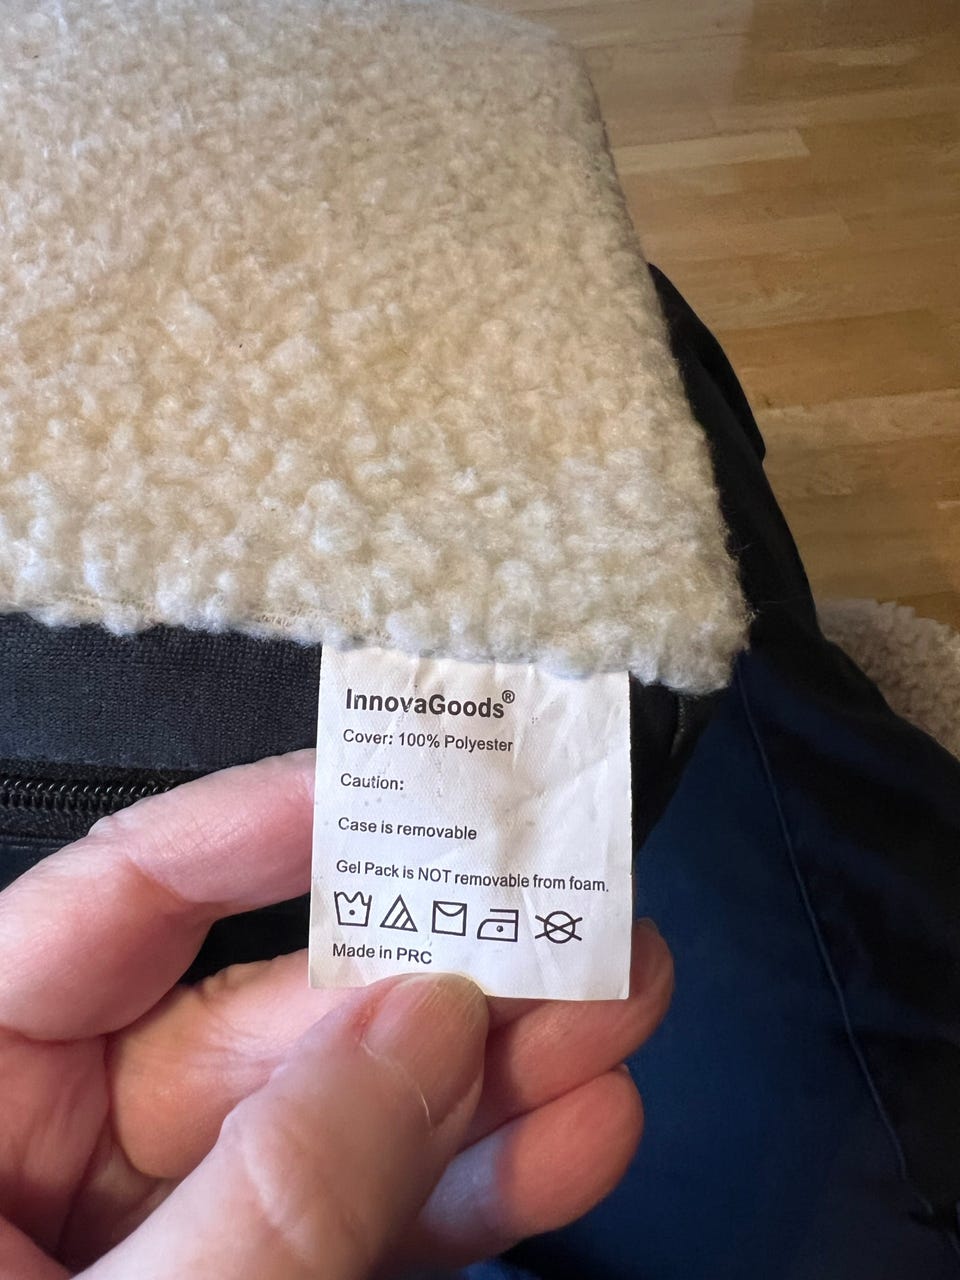 InnovaGoods®
Cover: 100% Polyester
Caution:
Case is removable
Gel Pack is NOT removable from foam.
Made in PRC